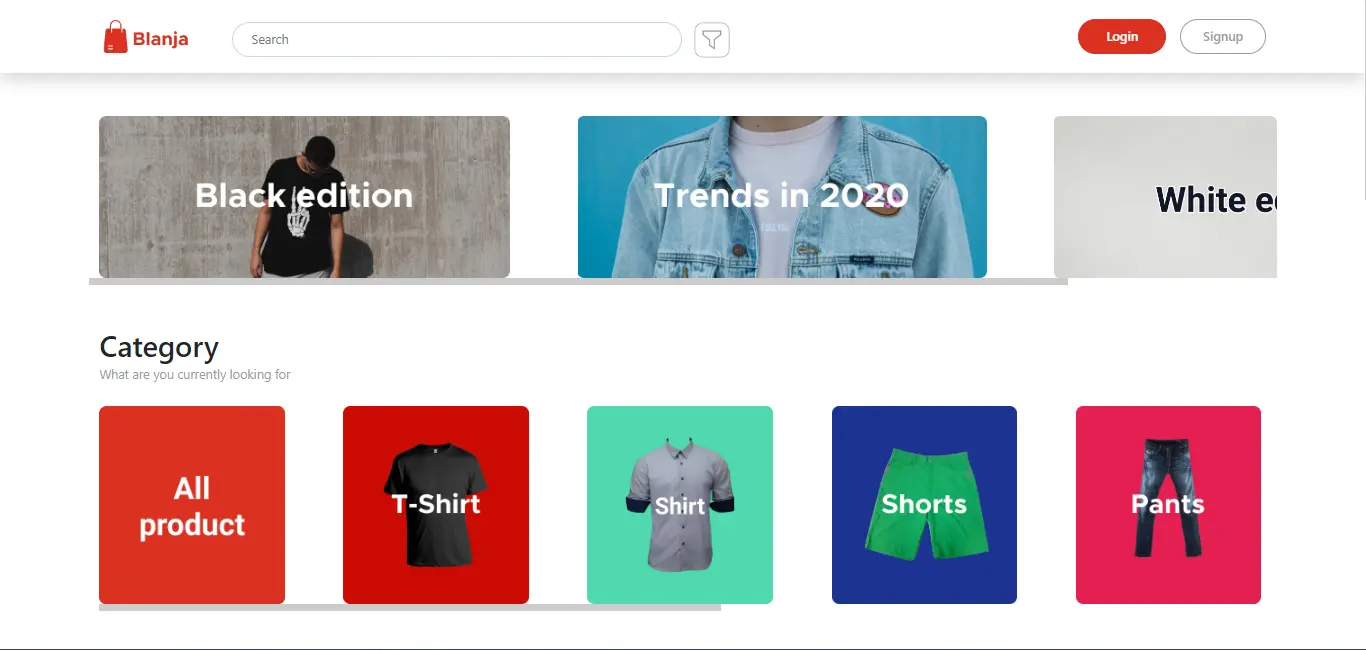 Blanja
Search
Login
Signup
Black edition
Trends in 2020
White e
Category
What are you currently looking for
All
product
T-Shirt
Shirt
Shorts
Pants